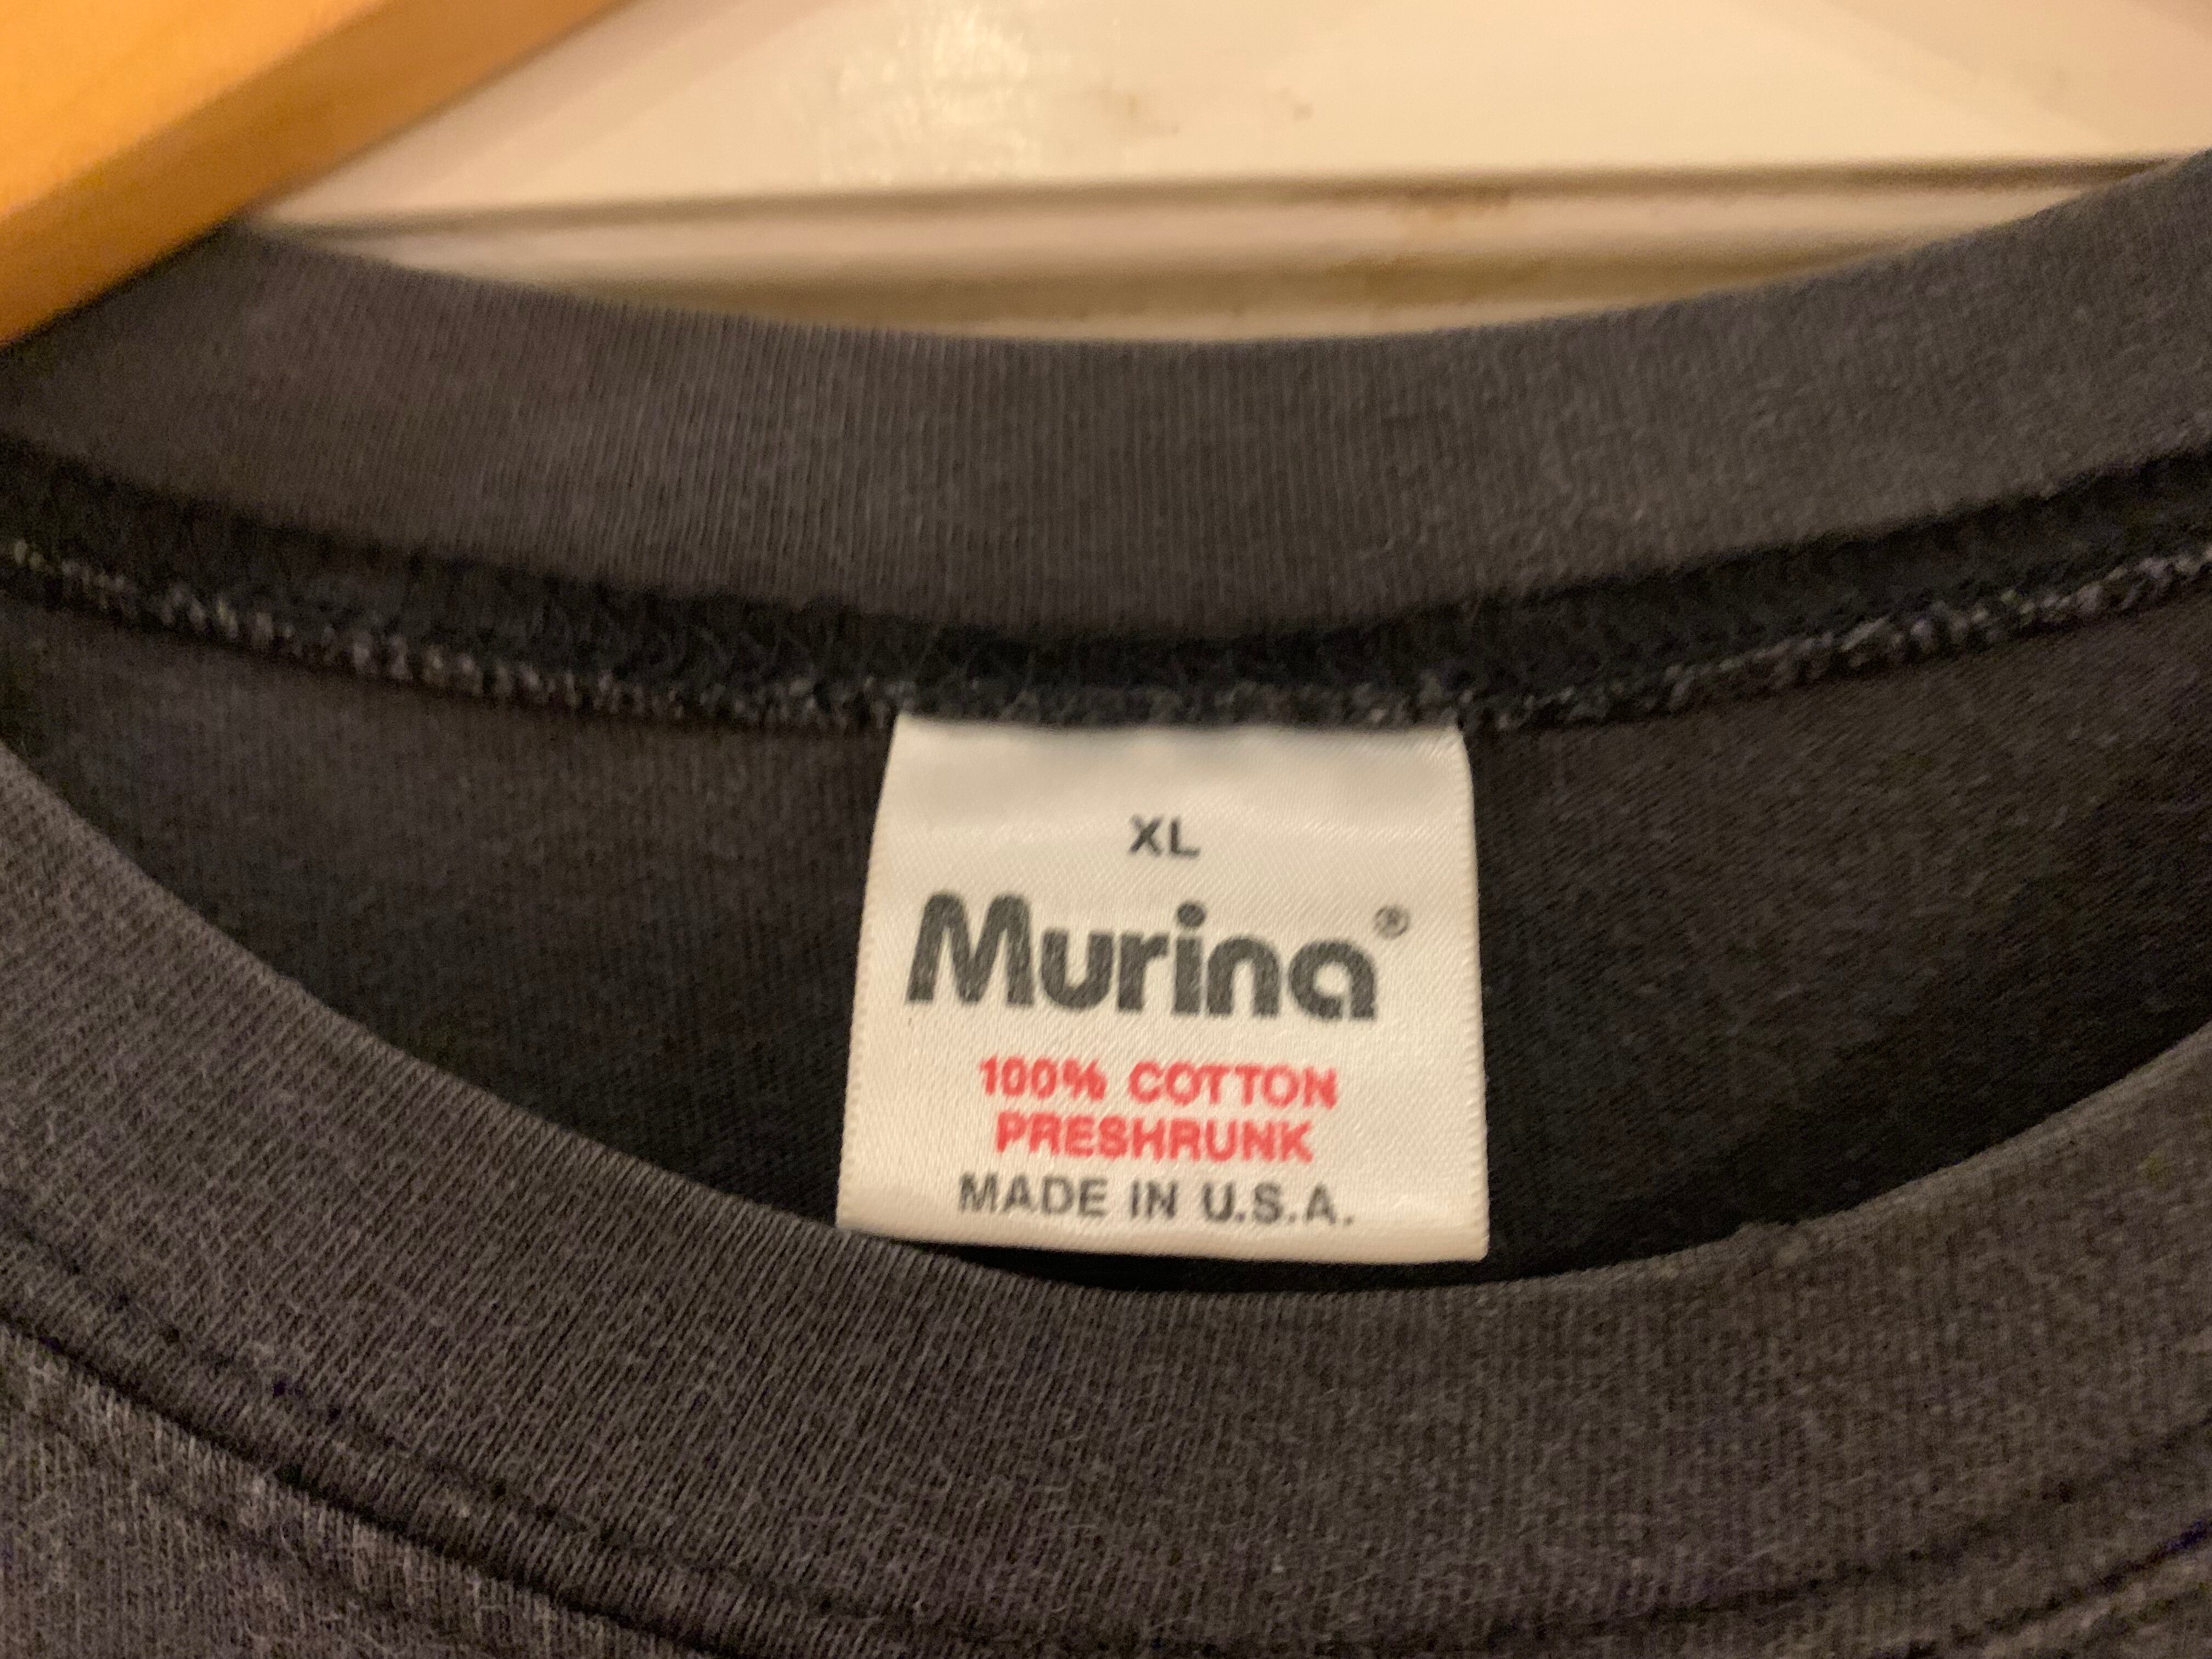 XL
Murina®
100% COTTON
PRESHRUNK
MADE IN U.S.A.